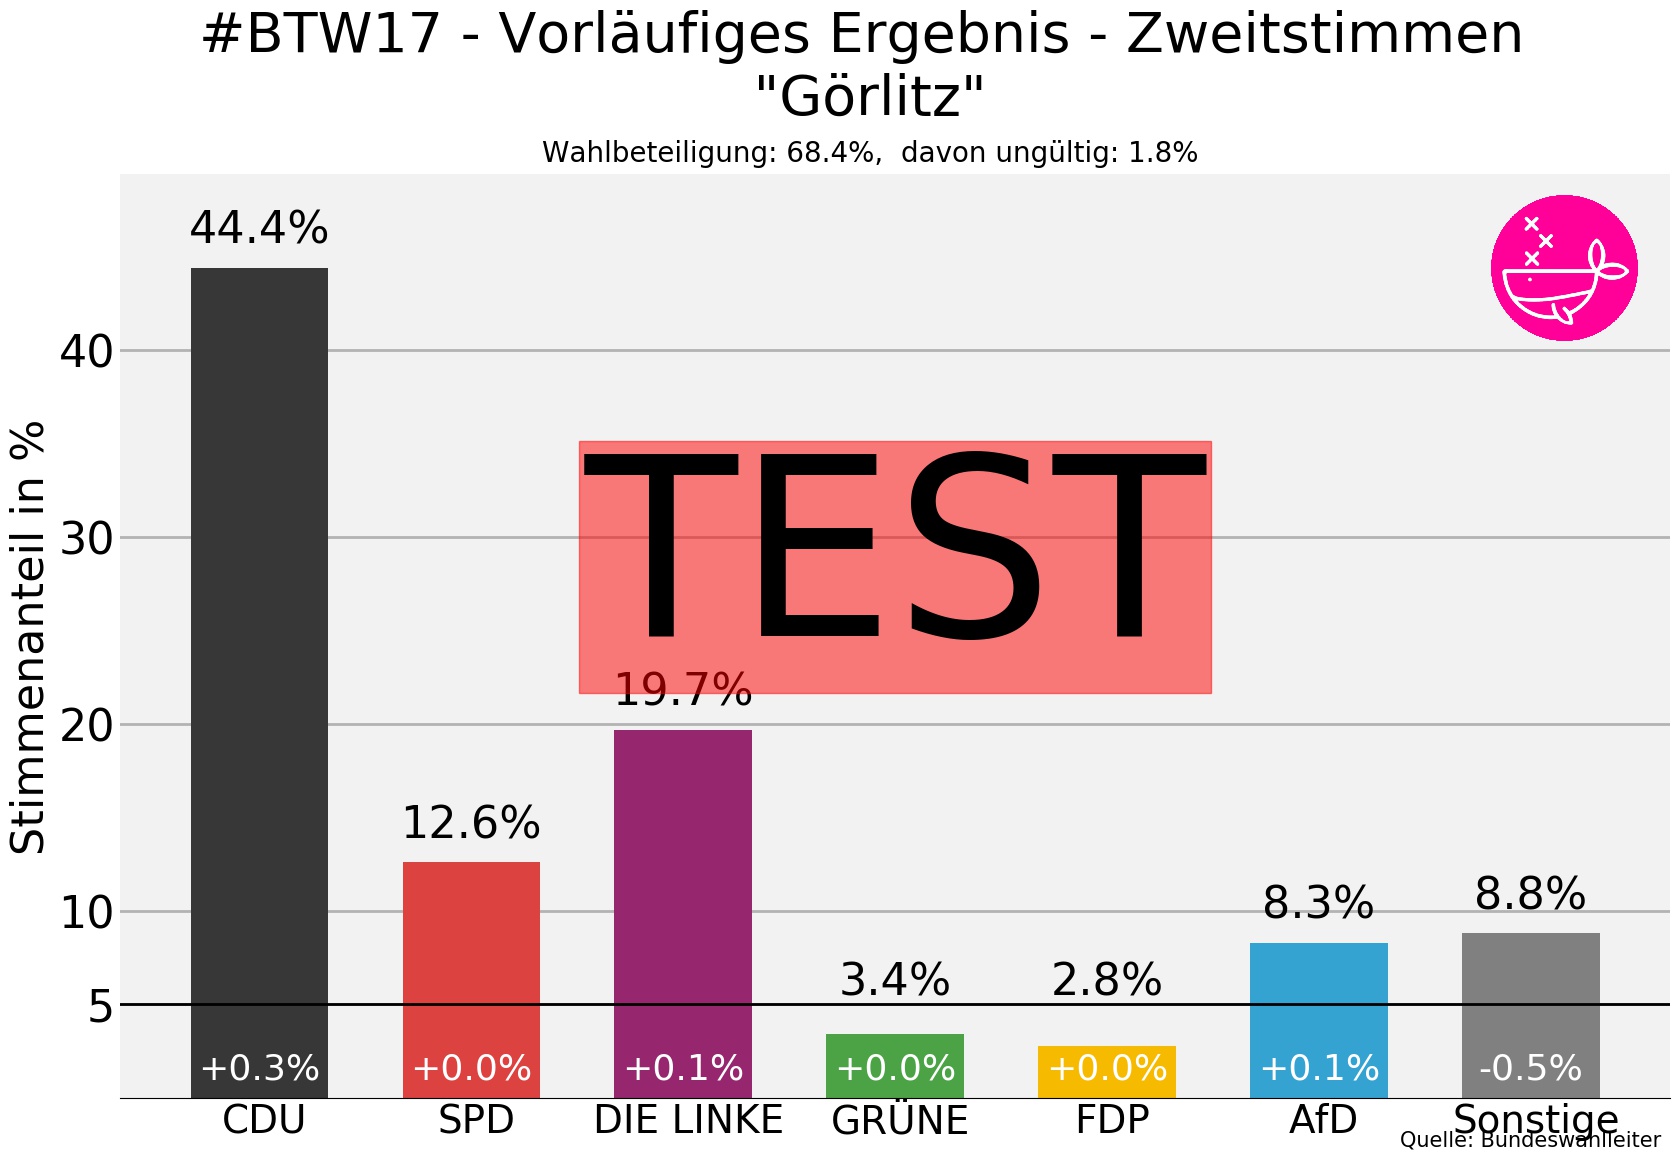 #BTW17 - Vorläufiges Ergebnis - Zweitstimmen
"Görlitz"
Wahlbeteiligung: 68.4%,  davon ungültig: 1.8%
Stimmenanteil in %
40
30
20
10
5
TEST
44.4%
12.6%
19.7%
3.4%
2.8%
8.3%
8.8%
+0.3%
+0.0%
+0.1%
+0.0%
+0.0%
+0.1%
-0.5%
CDU
SPD
DIE LINKE
GRÜNE
FDP
AfD
Sonstige
Quelle: Bundeswahlleiter